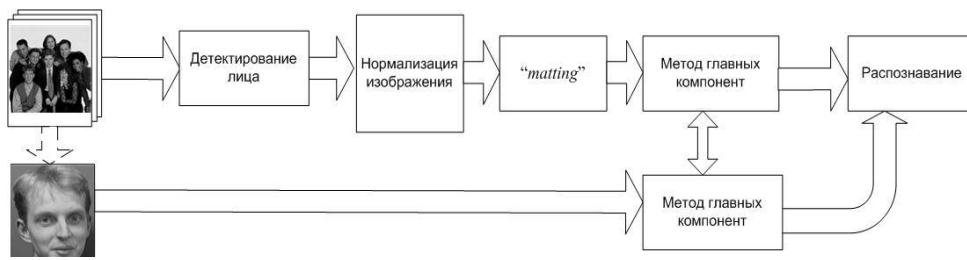 Детектирование
лица
Нормализация
изображения
“matting”
Метод главных
компонент
Распознавание
Метод главных
компонент